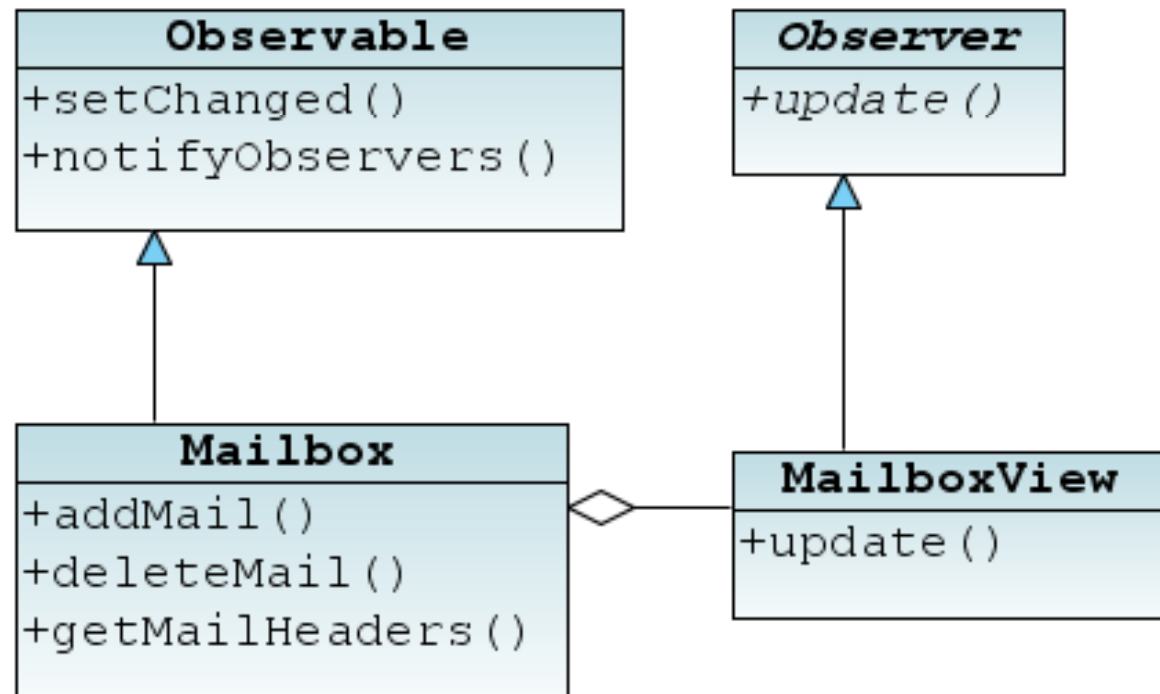 Observable
+setChanged()
+notifyObservers()
Observer
+update()
Mailbox
+addMail()
+deleteMail()
+getMailHeaders()
MailboxView
+update()